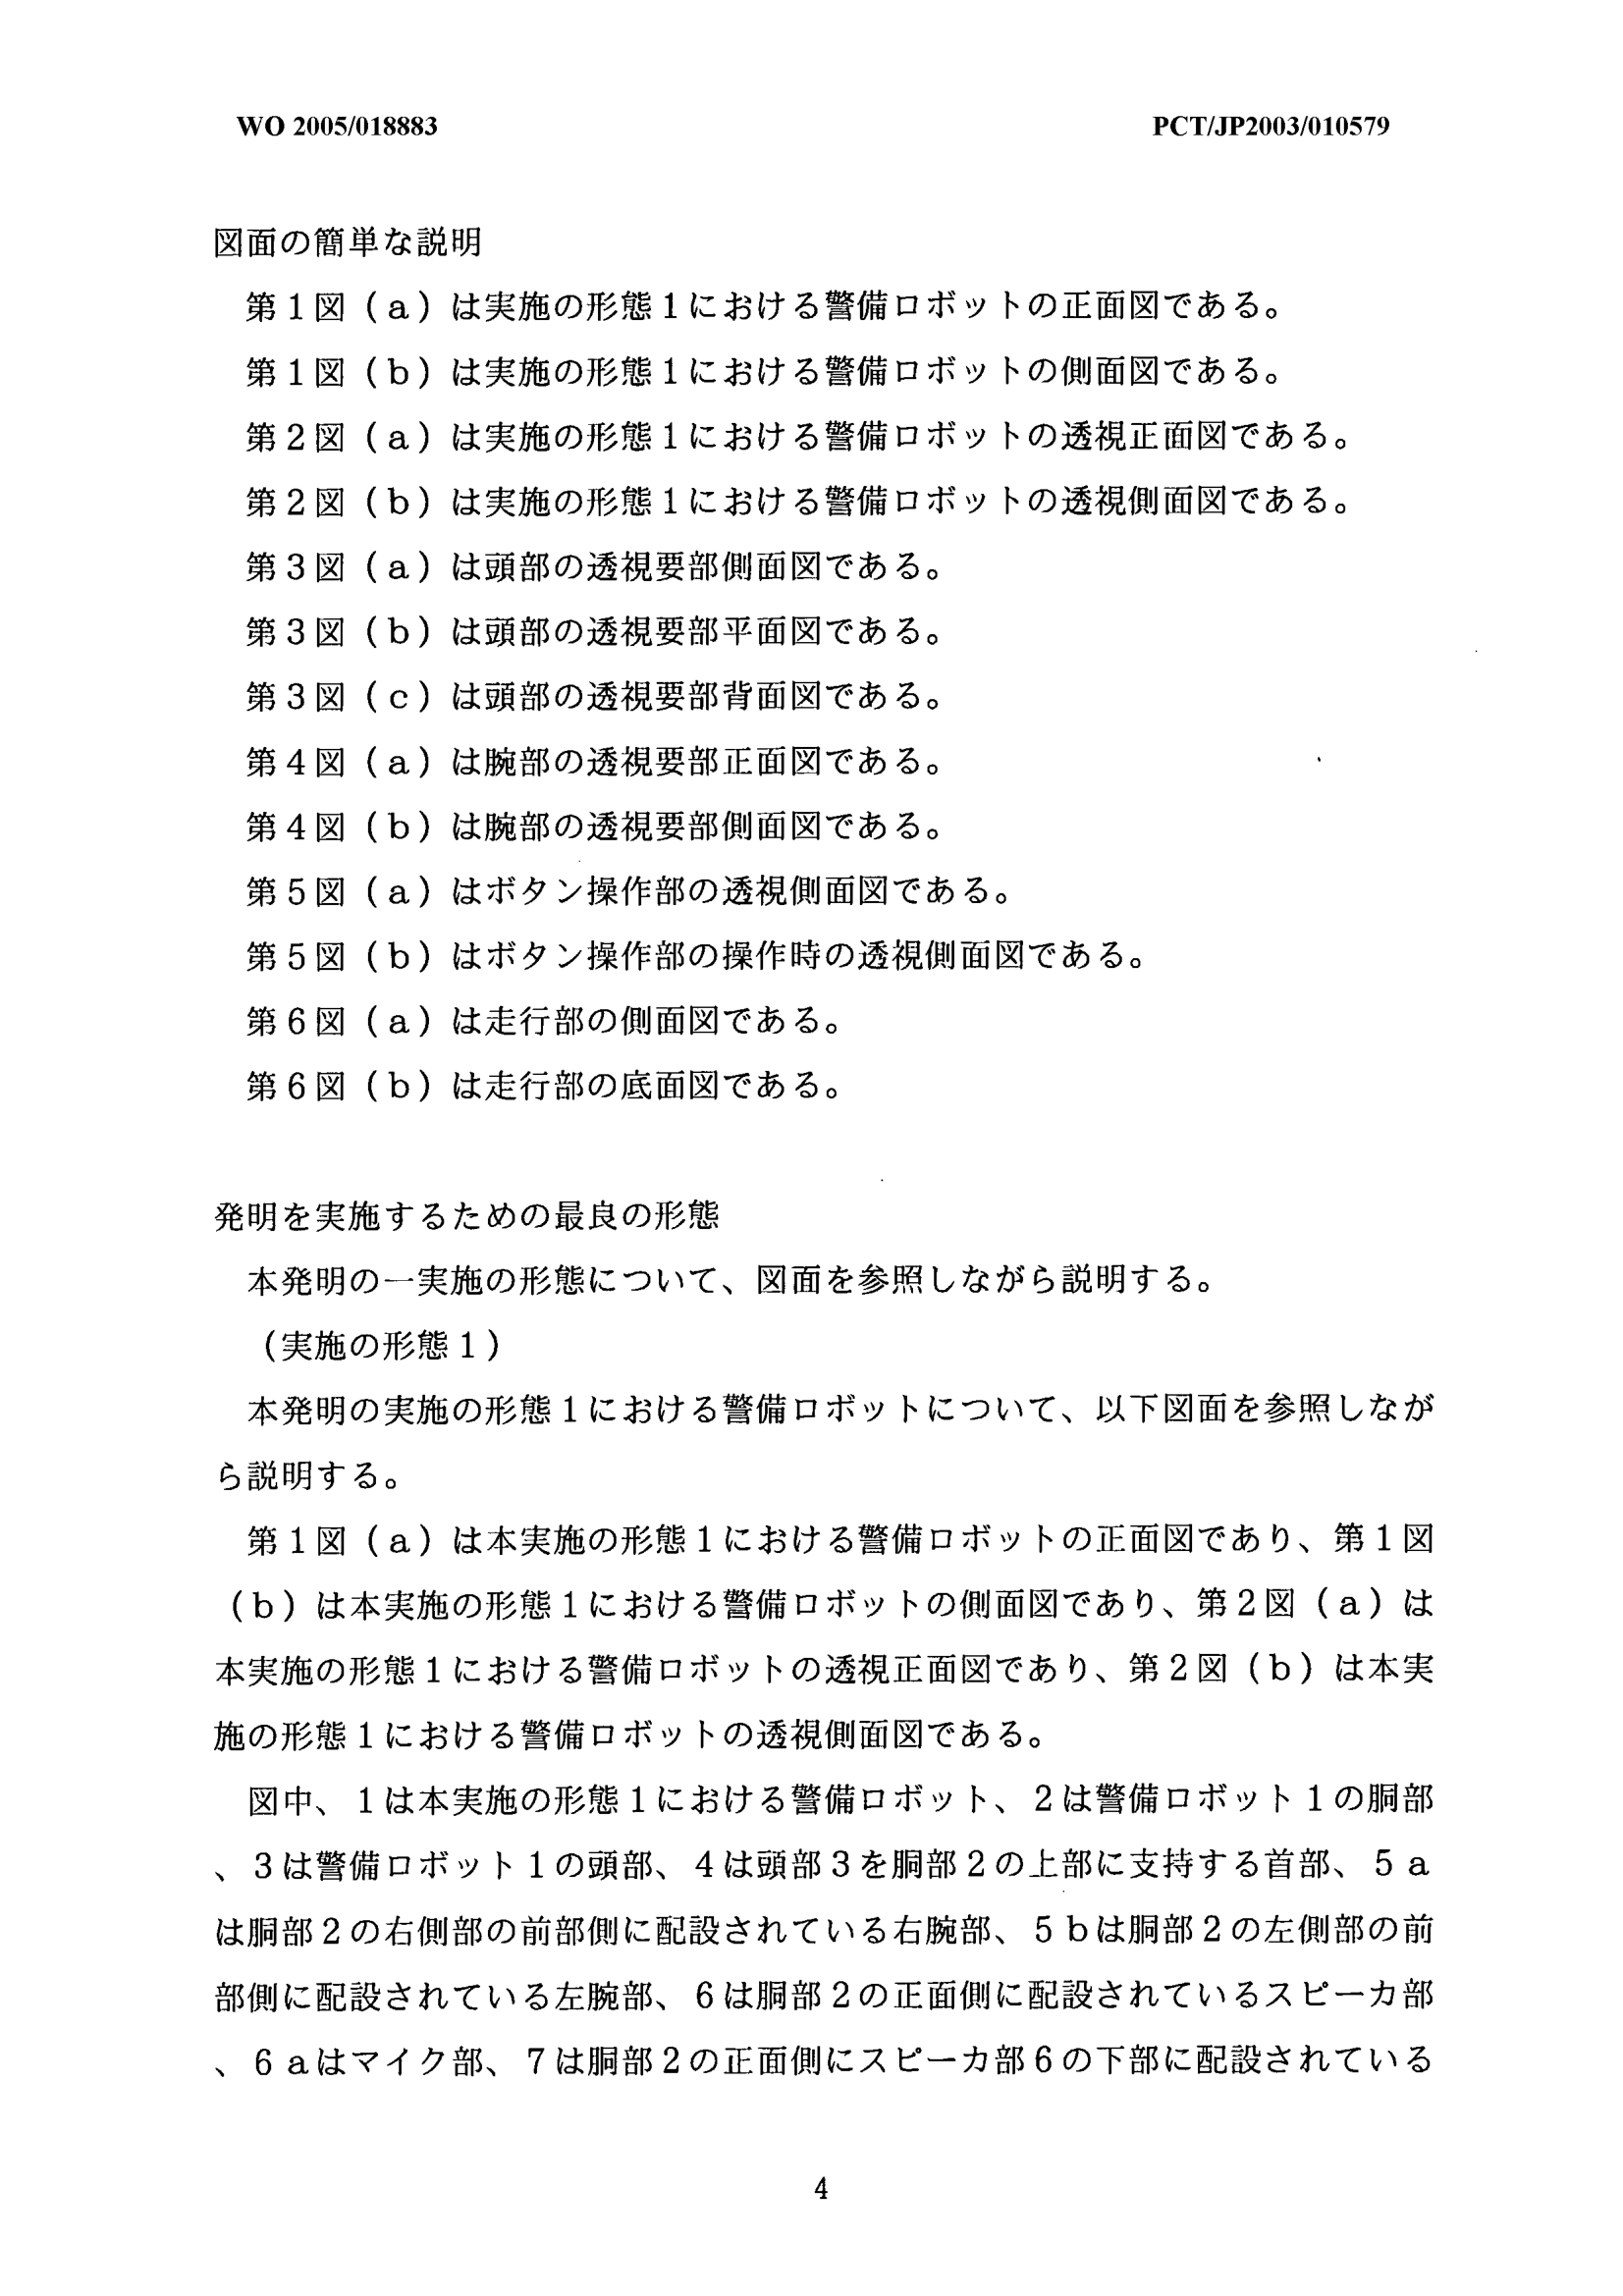 WO 2005/018883 PCT/JP2003/010579
図面の簡単な説明
第1図（a）は実施の形態1における警備ロボットの正面図である。
第1図（b）は実施の形態1における警備ロボットの側面図である。
第2図（a）は実施の形態1における警備ロボットの透視正面図である。
第2図（b）は実施の形態1における警備ロボットの透視側面図である。
第3図（a）は頭部の透視要部側面図である。
第3図（b）は頭部の透視要部平面図である。
第3図（c）は頭部の透視要部背面図である。
第4図（a）は腕部の透視要部正面図である。
第4図（b）は腕部の透視要部側面図である。
第5図（a）はボタン操作部の透視側面図である。
第5図（b）はボタン操作部の操作時の透視側面図である。
第6図（a）は走行部の側面図である。
第6図（b）は走行部の底面図である。
発明を実施するための最良の形態
本発明の一実施の形態について、図面を参照しながら説明する。
（実施の形態1）
本発明の実施の形態1における警備ロボットについて、以下図面を参照しなが
ら説明する。
第1図（a）は本実施の形態1における警備ロボットの正面図であり、第1図
（b）は本実施の形態1における警備ロボットの側面図であり、第2図（a）は
本実施の形態1における警備ロボットの透視正面図であり、第2図（b）は本実
施の形態1における警備ロボットの透視側面図である。
図中、1は本実施の形態1における警備ロボット、2は警備ロボット1の胴部
、3は警備ロボット1の頭部、4は頭部3を胴部2の上部に支持する首部、5a
は胴部2の右側部の前部側に配設されている右腕部、5bは胴部2の左側部の前
部側に配設されている左腕部、6は胴部2の正面側に配設されているスピーカ部
、6aはマイク部、7は胴部2の正面側にスピーカ部6の下部に配設されている
4